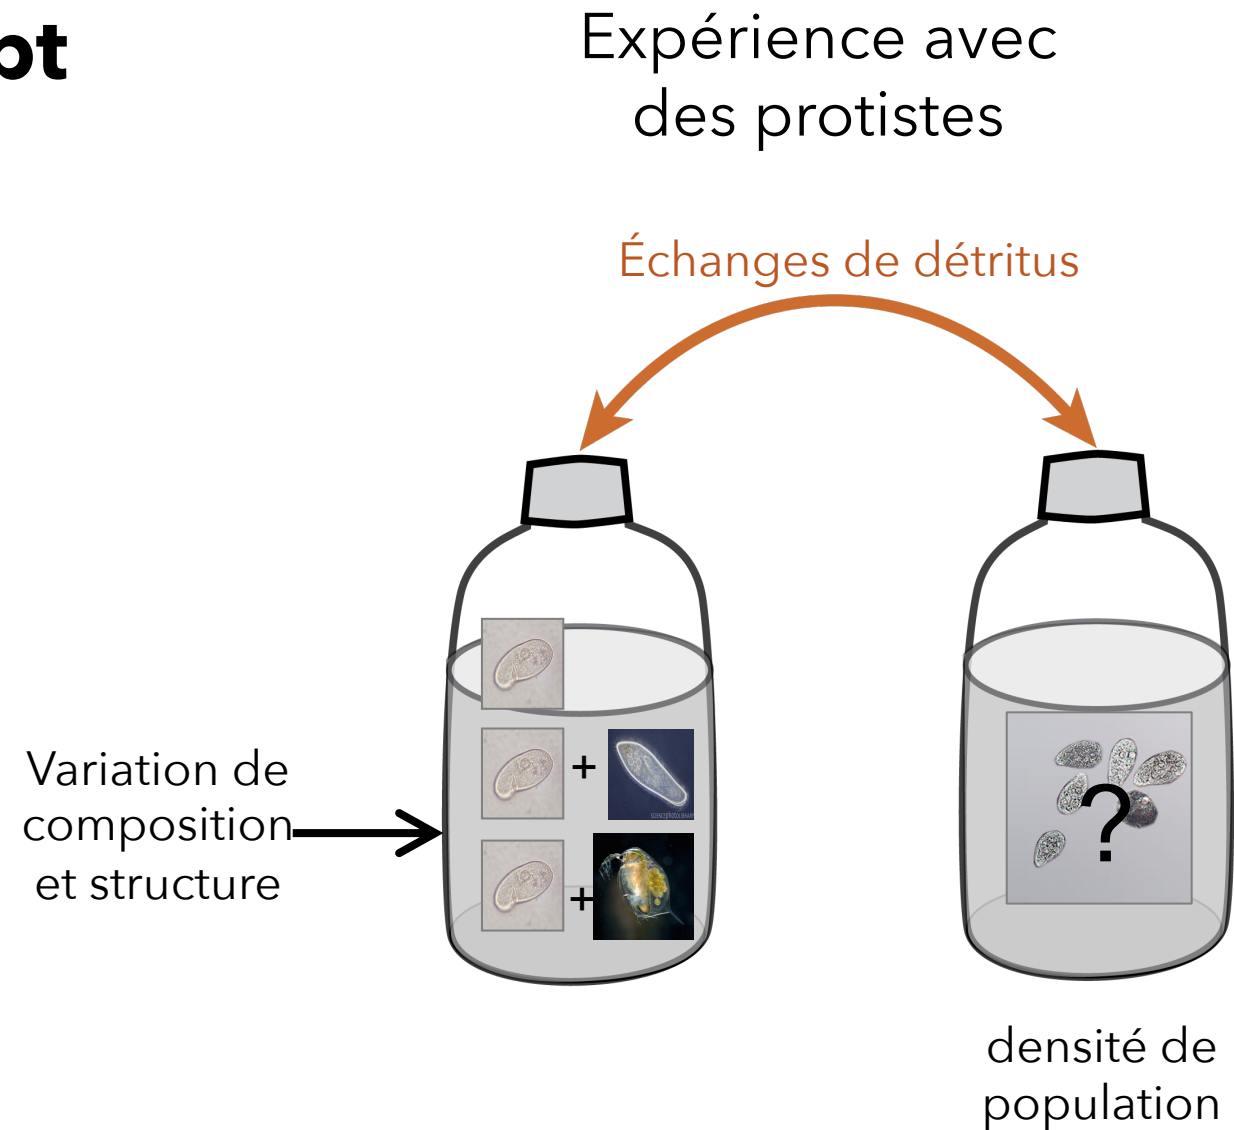 pt
Expérience avec
des protistes
Échanges de détritus
Variation de
composition
et structure
+
+
?
densité de
population